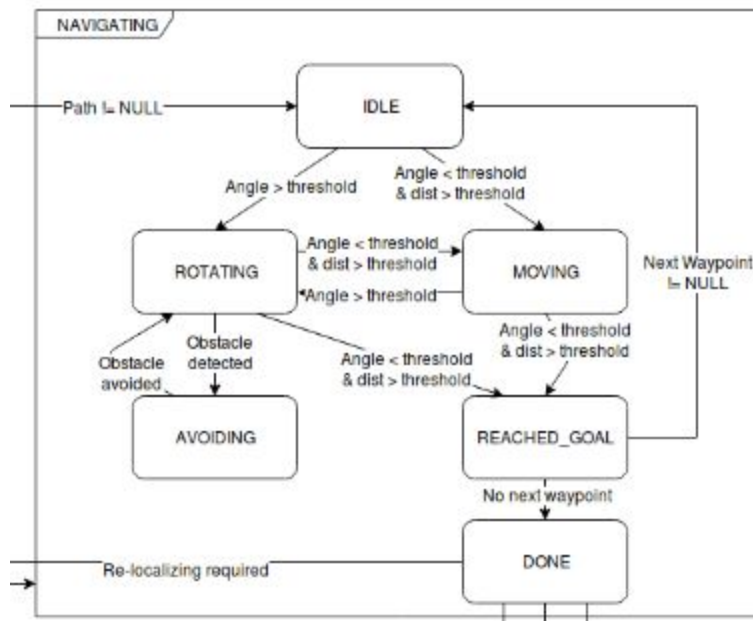 NAVIGATING
Path != NULL
IDLE
Angle > threshold
Angle < threshold
& dist > threshold
ROTATING
Angle < threshold
& dist > threshold
Angle > threshold
MOVING
Next Waypoint
!= NULL
Obstacle
avoided
Obstacle
detected
Angle < threshold
& dist > threshold
Angle < threshold
& dist > threshold
AVOIDING
REACHED_GOAL
No next waypoint
Re-localizing required
DONE